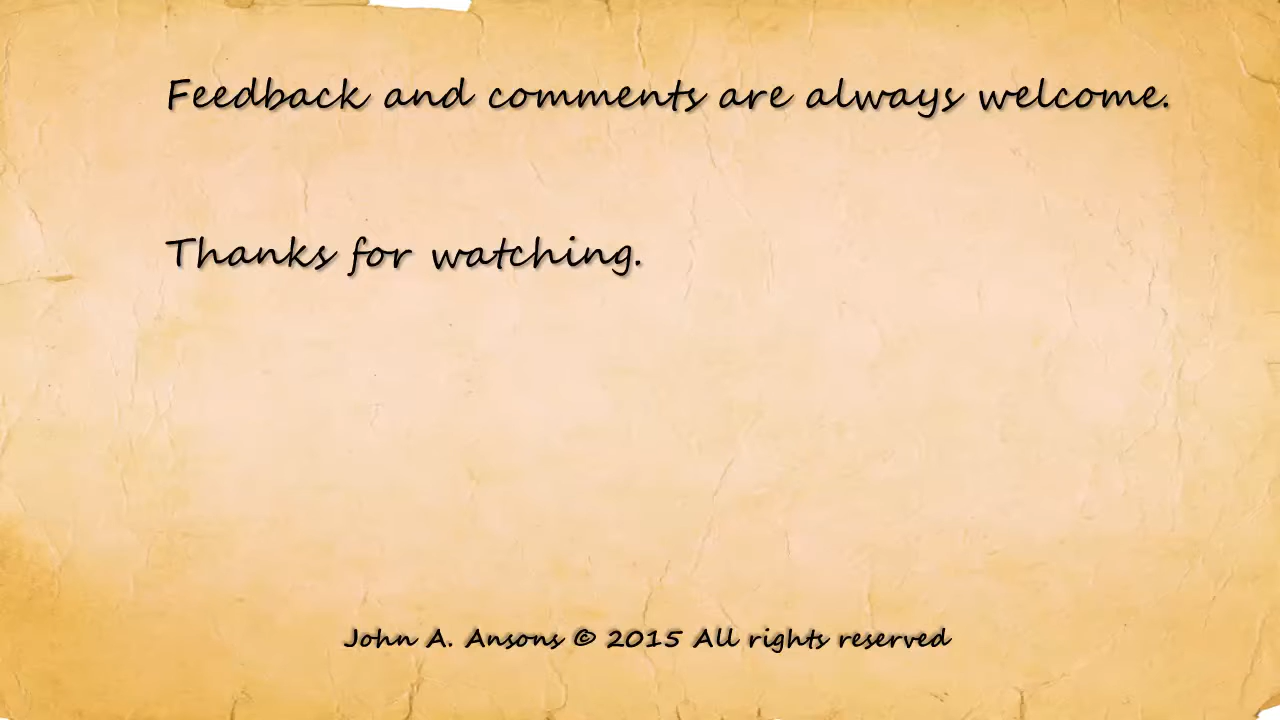 Feedback and comments are always welcome.
Thanks for watching.
John A. Ansons © 2015 All rights reserved